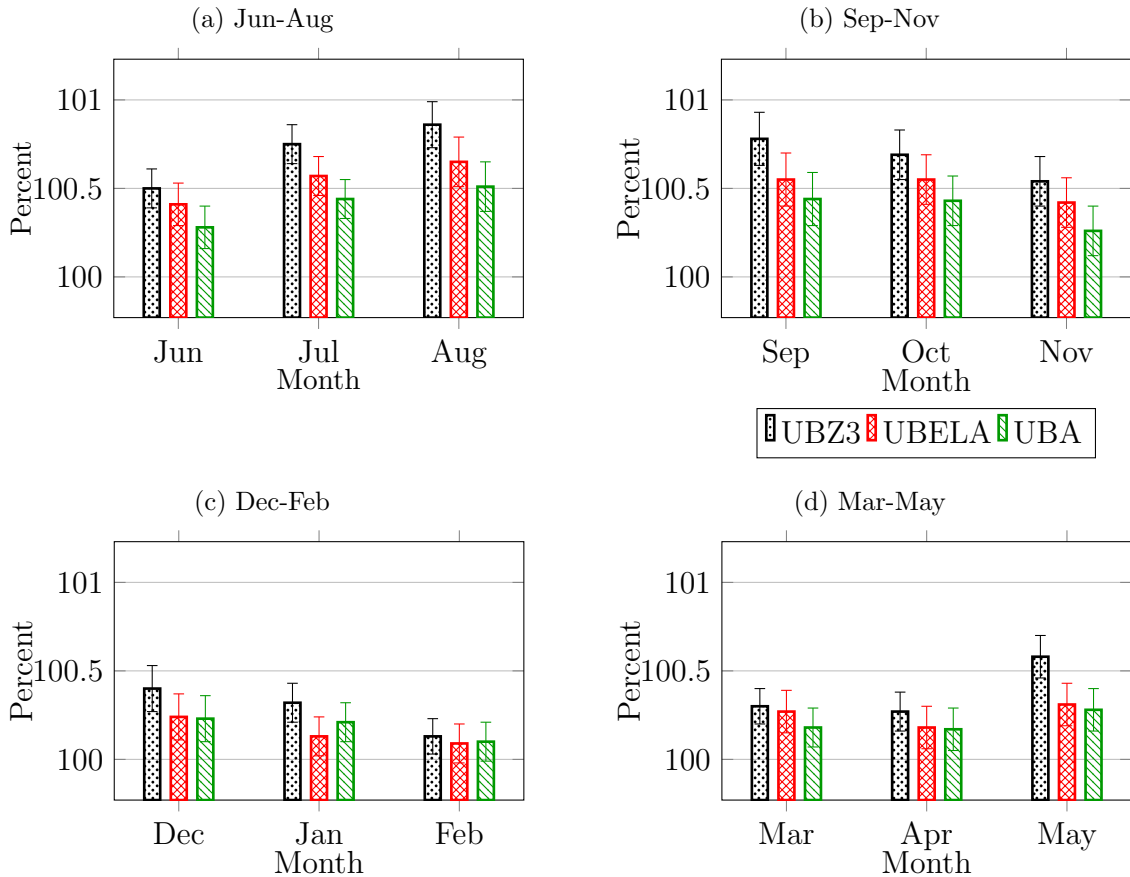 (a) Jun-Aug
101
100.5
100
Percent
Jun Jul Aug
Month
(b) Sep-Nov
101
100.5
100
Percent
Sep Oct Nov
Month
UBZ3 UBELA UBA
(c) Dec-Feb
101
100.5
100
Percent
Dec Jan Feb
Month
(d) Mar-May
101
100.5
100
Percent
Mar Apr May
Month